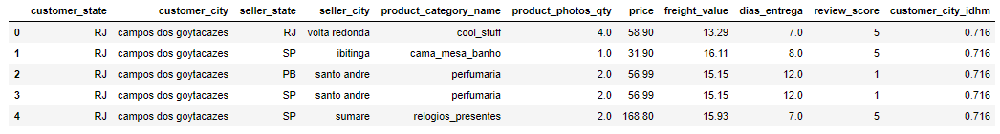 customer_state customer_city seller_state seller_city product_category_name product_photos_qty price freight_value dias_entrega review_score customer_city_idhm
0 RJ campos dos goytacazes RJ volta redonda cool_stuff 4.0 58.90 13.29 7.0 5 0.716
1 RJ campos dos goytacazes SP ibitinga cama_mesa_banho 1.0 31.90 16.11 8.0 5 0.716
2 RJ campos dos goytacazes PB santo andre perfumaria 2.0 56.99 15.15 12.0 1 0.716
3 RJ campos dos goytacazes SP santo andre perfumaria 2.0 56.99 15.15 12.0 1 0.716
4 RJ campos dos goytacazes SP sumare relogios_presentes 2.0 168.80 15.93 7.0 5 0.716